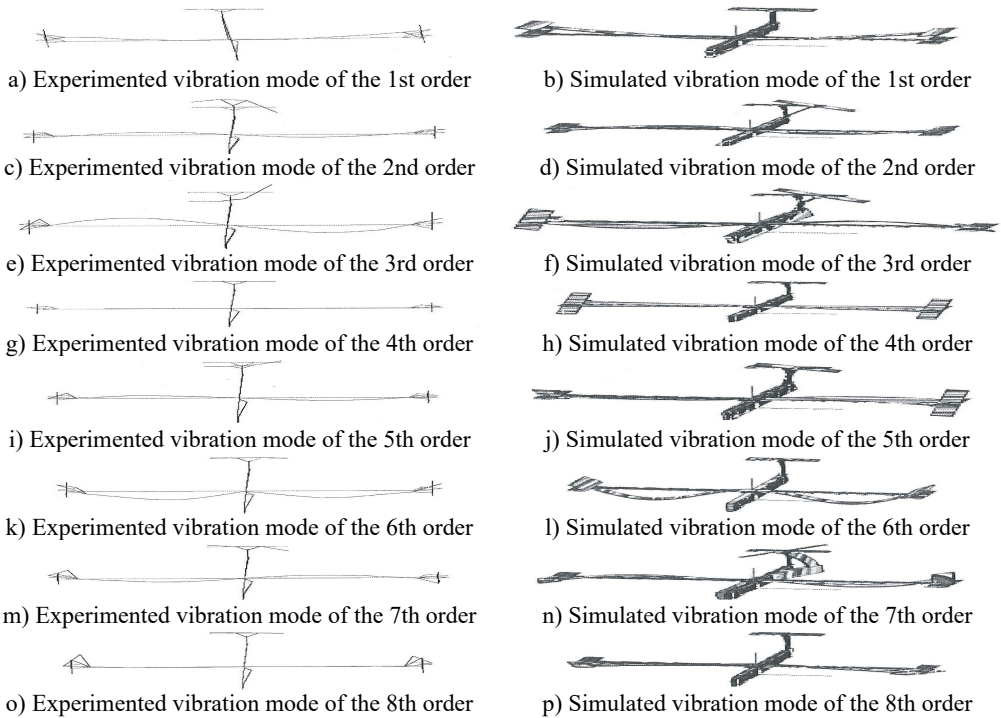 a) Experimented vibration mode of the 1st order
b) Simulated vibration mode of the 1st order
c) Experimented vibration mode of the 2nd order
d) Simulated vibration mode of the 2nd order
e) Experimented vibration mode of the 3rd order
f) Simulated vibration mode of the 3rd order
g) Experimented vibration mode of the 4th order
h) Simulated vibration mode of the 4th order
i) Experimented vibration mode of the 5th order
j) Simulated vibration mode of the 5th order
k) Experimented vibration mode of the 6th order
l) Simulated vibration mode of the 6th order
m) Experimented vibration mode of the 7th order
n) Simulated vibration mode of the 7th order
o) Experimented vibration mode of the 8th order
p) Simulated vibration mode of the 8th order